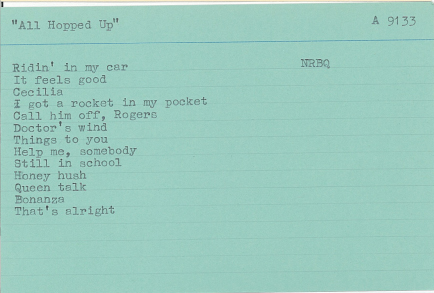 "All Hopped Up" A 9133
Ridin' in my car NRBQ
It feels good
Cecilia
I got a rocket in my pocket
Call him off, Rogers
Doctor's wind
Things to you
Help me, somebody
Still in school
Honey hush
Queen talk
Bonanza
That's alright